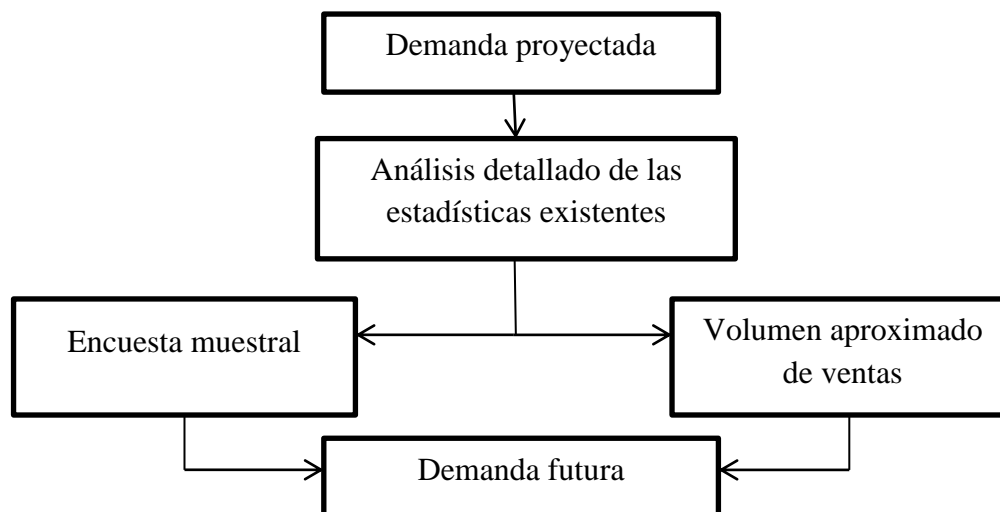 Demanda proyectada
Análisis detallado de las
estadísticas existentes
Encuesta muestral
Volumen aproximado
de ventas
Demanda futura